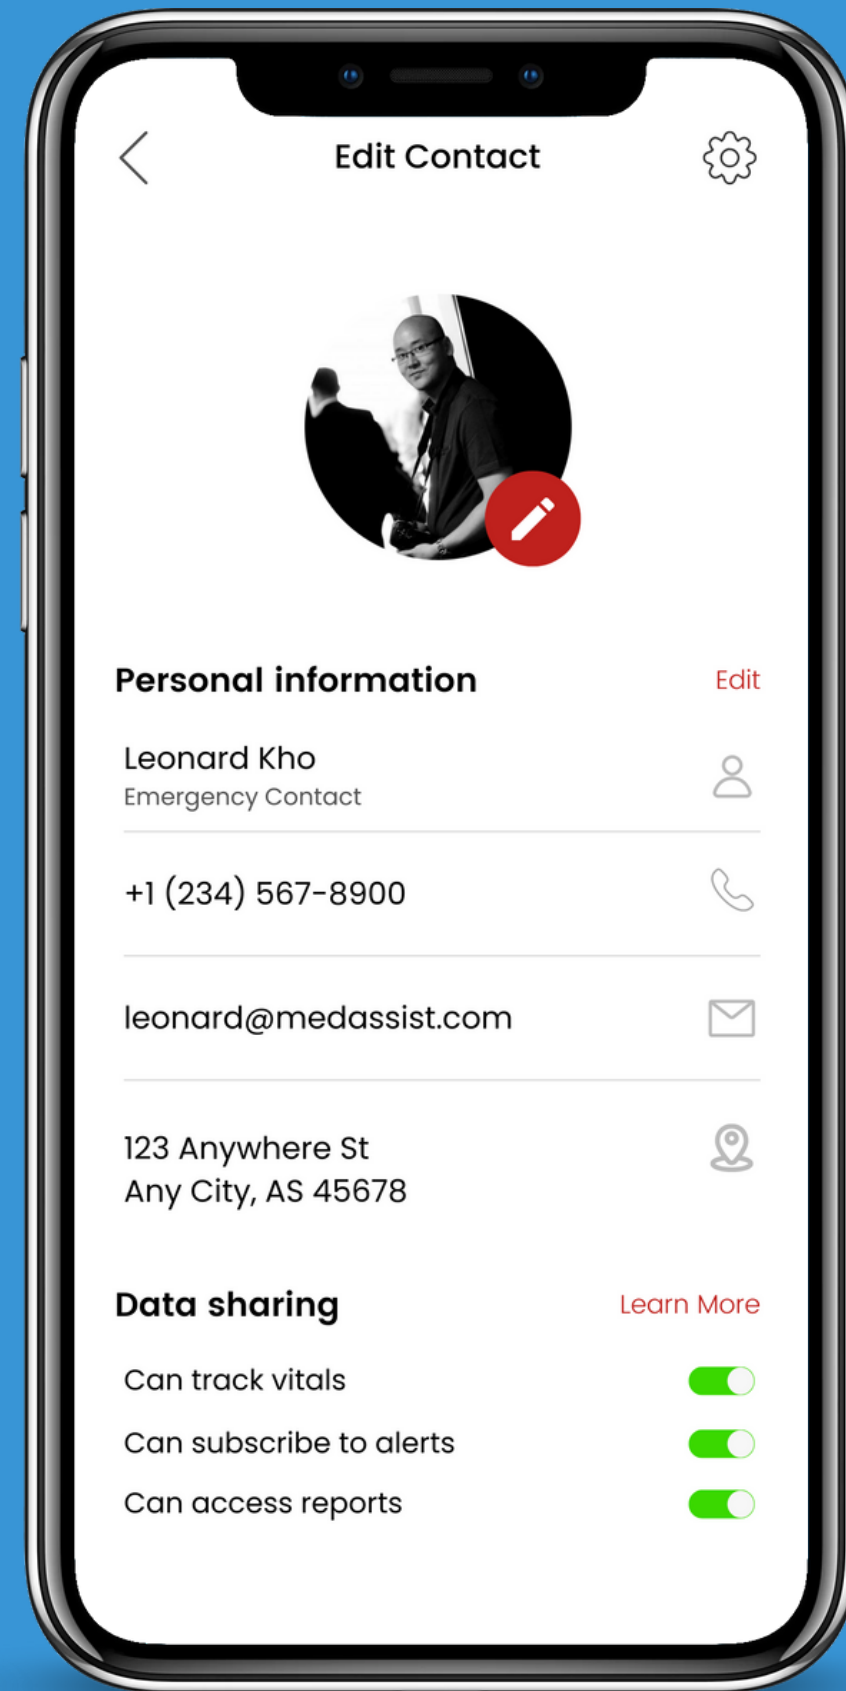 Edit Contact
Personal information
Edit
Leonard Kho
Emergency Contact
+1 (234) 567-8900
leonard@medassist.com
123 Anywhere St
Any City, AS 45678
Data sharing
Learn More
Can track vitals
Can subscribe to alerts
Can access reports